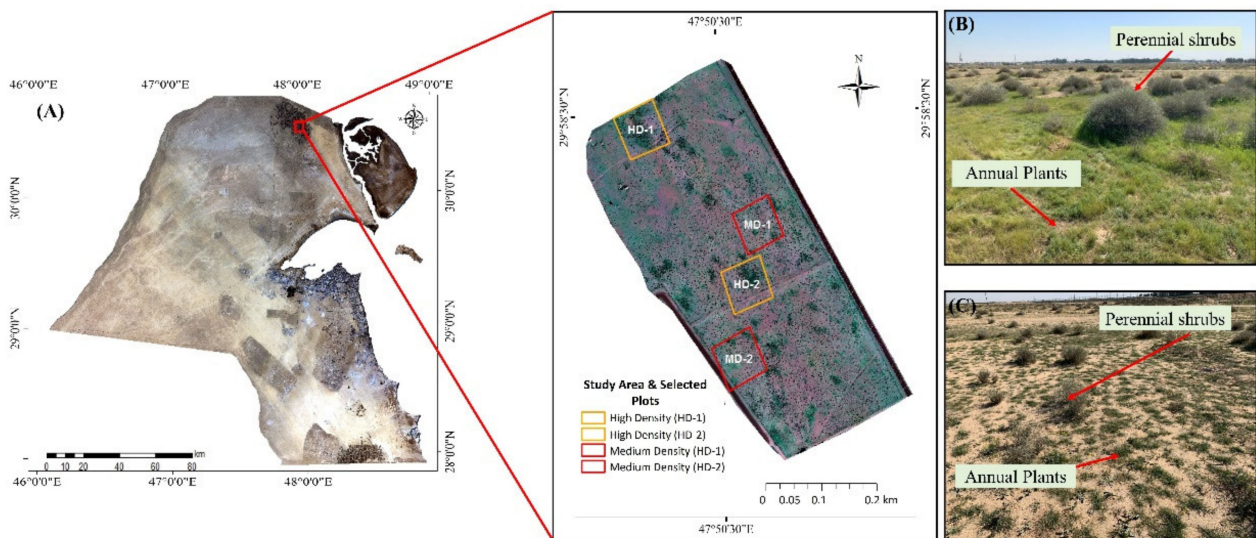 (A)
46°0'0"E 47°0'0"E 48°0'0"E 49°0'0"E
30°0'0"N
29°0'0"N
30°0'0"N
29°0'0"N
28°0'0"N
0 10 20 40 60 80
km
46°0'0"E 47°0'0"E 48°0'0"E
47°50'30"E
29°58'30"N
29°58'30"N
N
HD-1
MD-1
HD-2
MD-2
Study Area & Selected
Plots
High Density (HD-1)
High Density (HD-2)
Medium Density (HD-1)
Medium Density (HD-2)
0 0.05 0.1 0.2 km
47°50'30"E
(B)
Perennial shrubs
Annual Plants
(C)
Perennial shrubs
Annual Plants